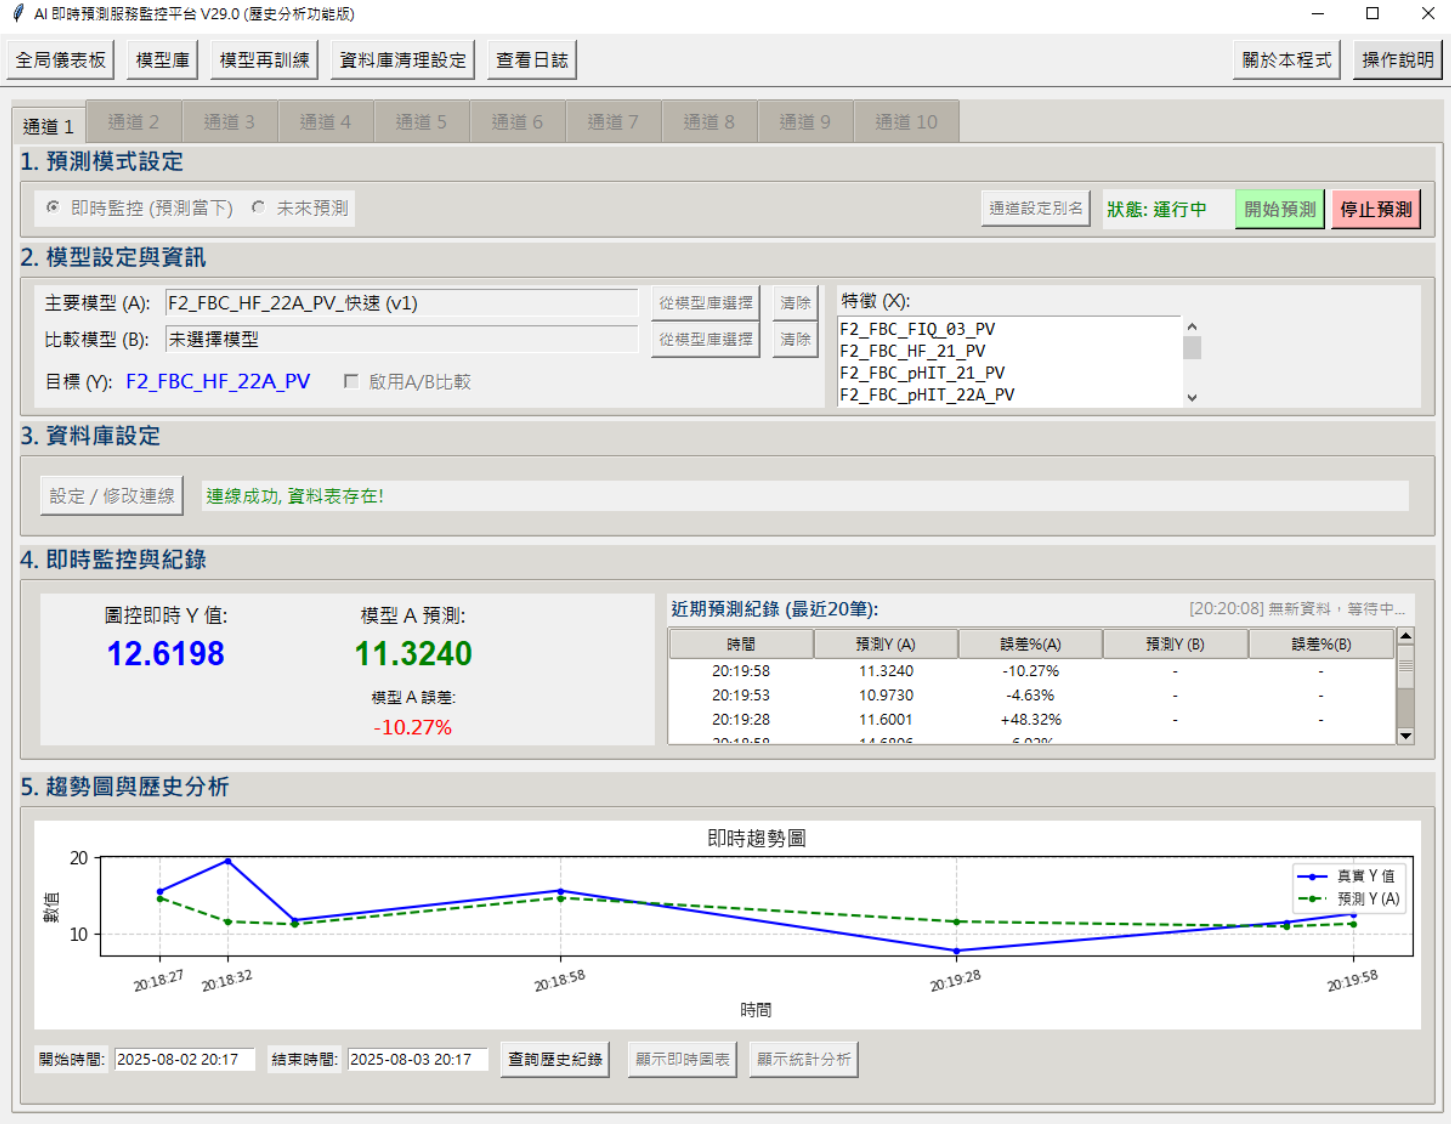 AI 即時預測服務監控平台 V29.0 (歷史分析功能版)
全局儀表板 模型庫 模型再訓練 資料庫清理設定 查看日誌 關於本程式 操作說明
通道 1 通道 2 通道 3 通道 4 通道 5 通道 6 通道 7 通道 8 通道 9 通道 10
1. 預測模式設定
即時監控 (預測當下) 未來預測 通道設定別名 狀態: 運行中 開始預測 停止預測
2. 模型設定與資訊
主要模型 (A): F2_FBC_HF_22A_PV_快速 (v1) 從模型庫選擇 清除
比較模型 (B): 未選擇模型 從模型庫選擇 清除
目標 (Y): F2_FBC_HF_22A_PV 啟用A/B比較
特徵 (X):
F2_FBC_FIQ_03_PV
F2_FBC_HF_21_PV
F2_FBC_pHIT_21_PV
F2_FBC_pHIT_22A_PV
3. 資料庫設定
設定 / 修改連線 連線成功, 資料表存在!
4. 即時監控與紀錄
圖控即時 Y 值: 模型 A 預測:
12.6198 11.3240
模型 A 誤差:
-10.27%
近期預測紀錄 (最近20筆): [20:20:08] 無新資料，等待中...
時間 預測Y (A) 誤差%(A) 預測Y (B) 誤差%(B)
20:19:58 11.3240 -10.27% - -
20:19:53 10.9730 -4.63% - -
20:19:28 11.6001 +48.32% - -
5. 趨勢圖與歷史分析
即時趨勢圖
20
10
數值
真實 Y 值
預測 Y (A)
20:18:27 20:18:32 20:18:58 20:19:28 20:19:58
時間
開始時間: 2025-08-02 20:17 結束時間: 2025-08-03 20:17 查詢歷史紀錄 顯示即時圖表 顯示統計分析